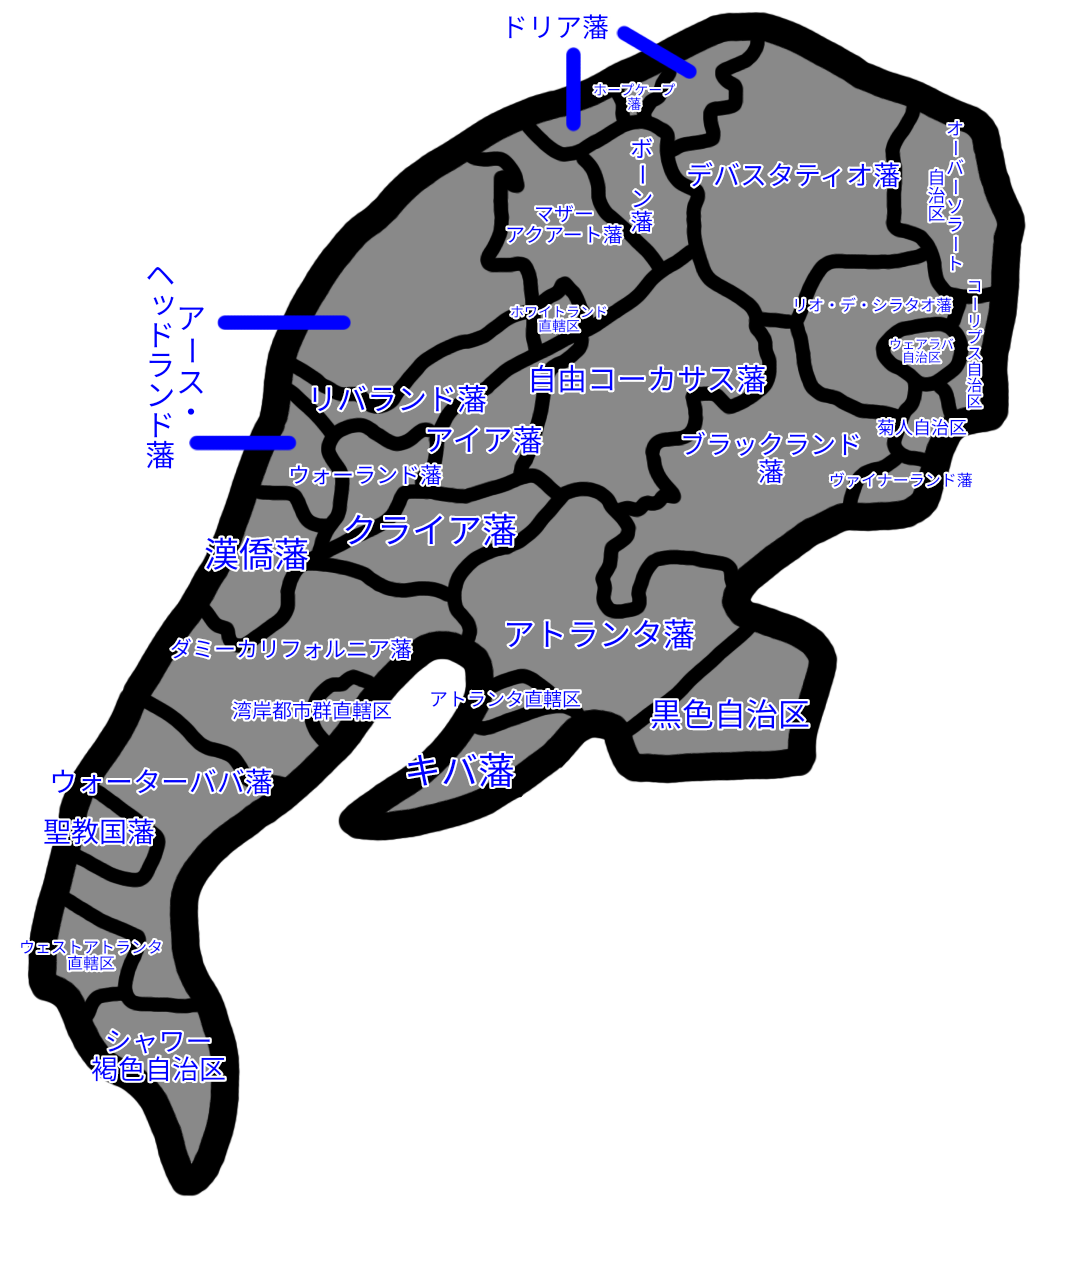 ドリア藩
ホープケープ
藩
オーバーソラート
自治区
ボーン藩
デバスタティオ藩
マザー
アクアート藩
アース・
ヘッドランド藩
コーリプス自治区
リオ・デ・シラタオ藩
ホワイトランド
直轄区
ウェアラバ
自治区
自由コーカサス藩
リバランド藩
菊人自治区
アイア藩
ブラックランド
藩
ウォーランド藩
ヴァイナーランド藩
クライア藩
漢僑藩
アトランタ藩
ダミーカリフォルニア藩
アトランタ直轄区
湾岸都市群直轄区
黒色自治区
キバ藩
ウォーターババ藩
聖教国藩
ウェストアトランタ
直轄区
シャワー
褐色自治区